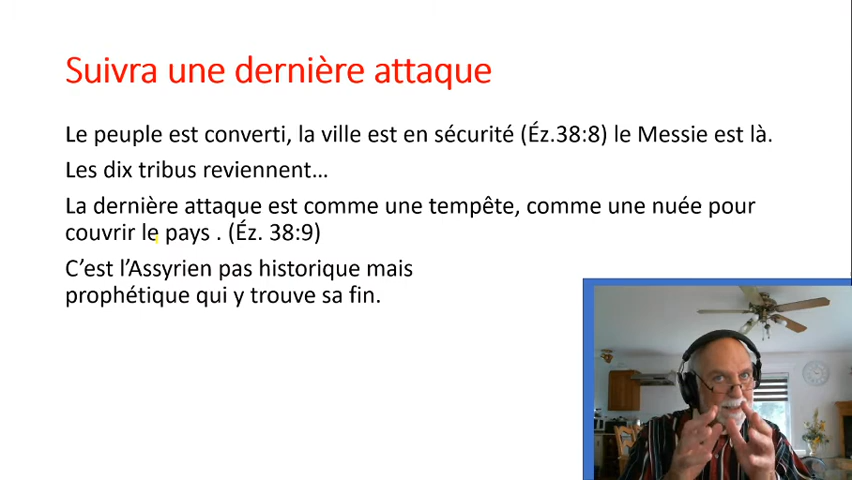 Suivra une dernière attaque
Le peuple est converti, la ville est en sécurité (Éz.38:8) le Messie est là.
Les dix tribus reviennent…
La dernière attaque est comme une tempête, comme une nuée pour
couvrir le pays . (Éz. 38:9)
C’est l’Assyrien pas historique mais
prophétique qui y trouve sa fin.